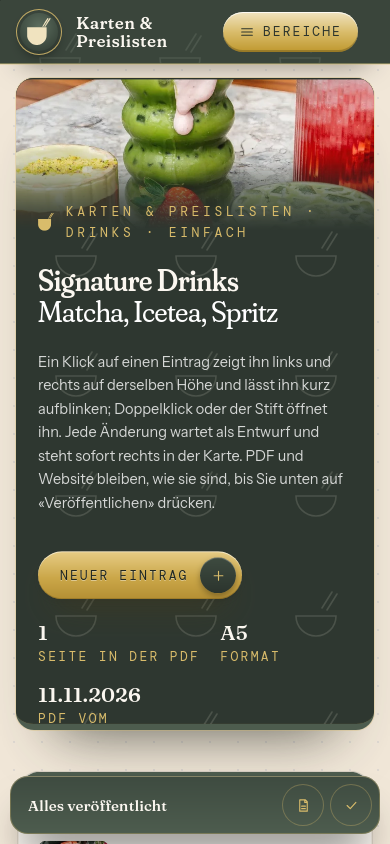 Karten &
Preislisten
BEREICHE
KARTEN & PREISLISTEN ·
DRINKS · EINFACH
Signature Drinks
Matcha, Icetea, Spritz
Ein Klick auf einen Eintrag zeigt ihn links und
rechts auf derselben Höhe und lässt ihn kurz
aufblinken; Doppelklick oder der Stift öffnet
ihn. Jede Änderung wartet als Entwurf und
steht sofort rechts in der Karte. PDF und
Website bleiben, wie sie sind, bis Sie unten auf
«Veröffentlichen» drücken.
NEUER EINTRAG
1
SEITE IN DER PDF
A5
FORMAT
11.11.2026
PDF VOM
Alles veröffentlicht